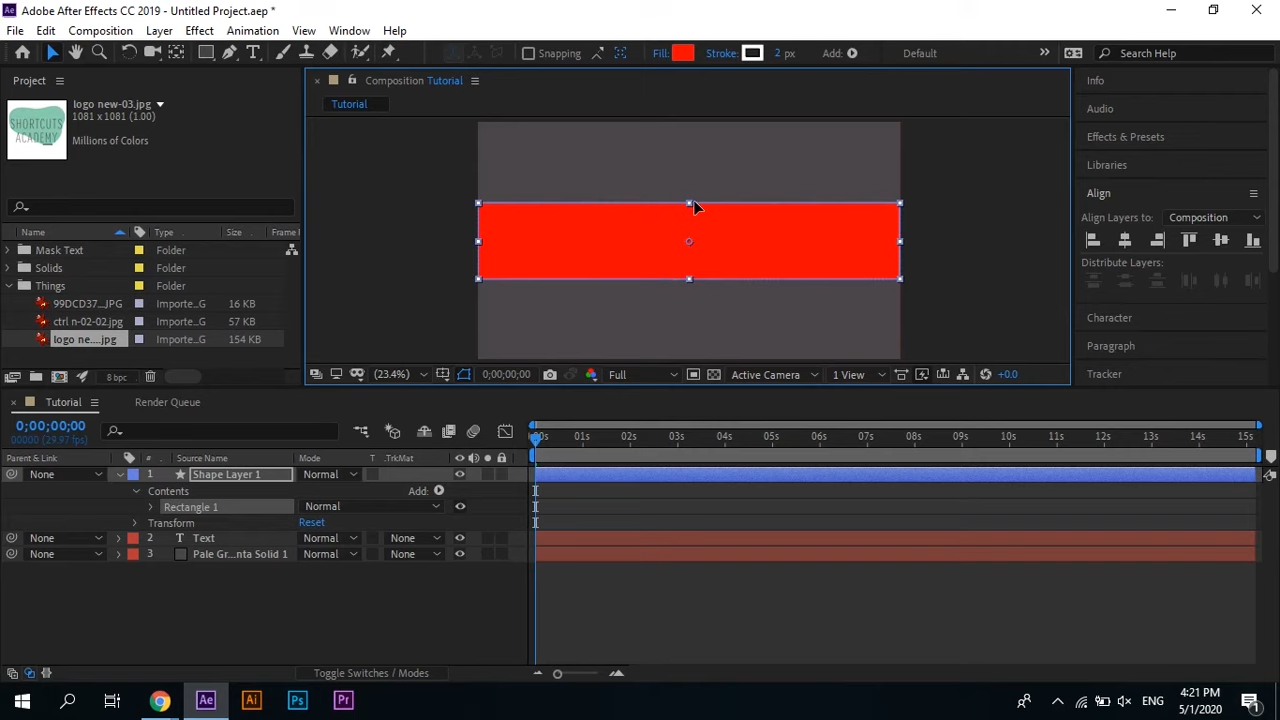 Adobe After Effects CC 2019 - Untitled Project.aep *
File Edit Composition Layer Effect Animation View Window Help
Snapping Fill: Stroke: 2 px Add: Default Search Help
Project
logo new-03.jpg
1081 x 1081 (1.00)
Millions of Colors
SHORTCUTS
ACADEMY
Name Type Size Frame R
Mask Text Folder
Solids Folder
Things Folder
99DCD37_.JPG Importe...G 16 KB
ctrl n-02-02.jpg Importe...G 57 KB
logo ne....jpg Importe...G 154 KB
8 bpc
Composition Tutorial
Tutorial
(23.4%) 0;00;00;00 Full Active Camera 1 View +0.0
Info
Audio
Effects & Presets
Libraries
Align
Align Layers to: Composition
Distribute Layers:
Character
Paragraph
Tracker
Tutorial Render Queue
0;00;00;00
00000 (29.97 fps)
:00s 01s 02s 03s 04s 05s 06s 07s 08s 09s 10s 11s 12s 13s 14s 15s
Parent & Link # Source Name Mode T TrkMat
None 1 Shape Layer 1 Normal
Contents Add:
Rectangle 1 Normal
Transform Reset
None 2 T Text Normal None
None 3 Pale Gr...nta Solid 1 Normal None
Toggle Switches / Modes
ENG 4:21 PM
5/1/2020